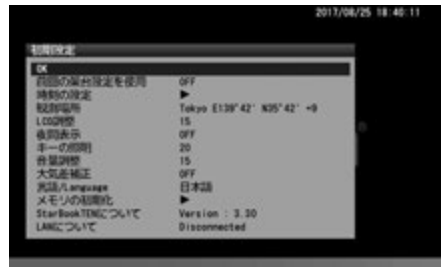 2017/08/25 18:40:11
初期設定
OK
前回の架台設定を使用 OFF
時刻の設定 ▶
観測場所 Tokyo E139°42' N35°42' +9
LCD調整 15
夜間表示 OFF
キーの照明 20
音量調整 15
大気差補正 OFF
言語/Language 日本語
メモリの初期化 ▶
StarBookTENについて Version : 3.30
LANについて Disconnected